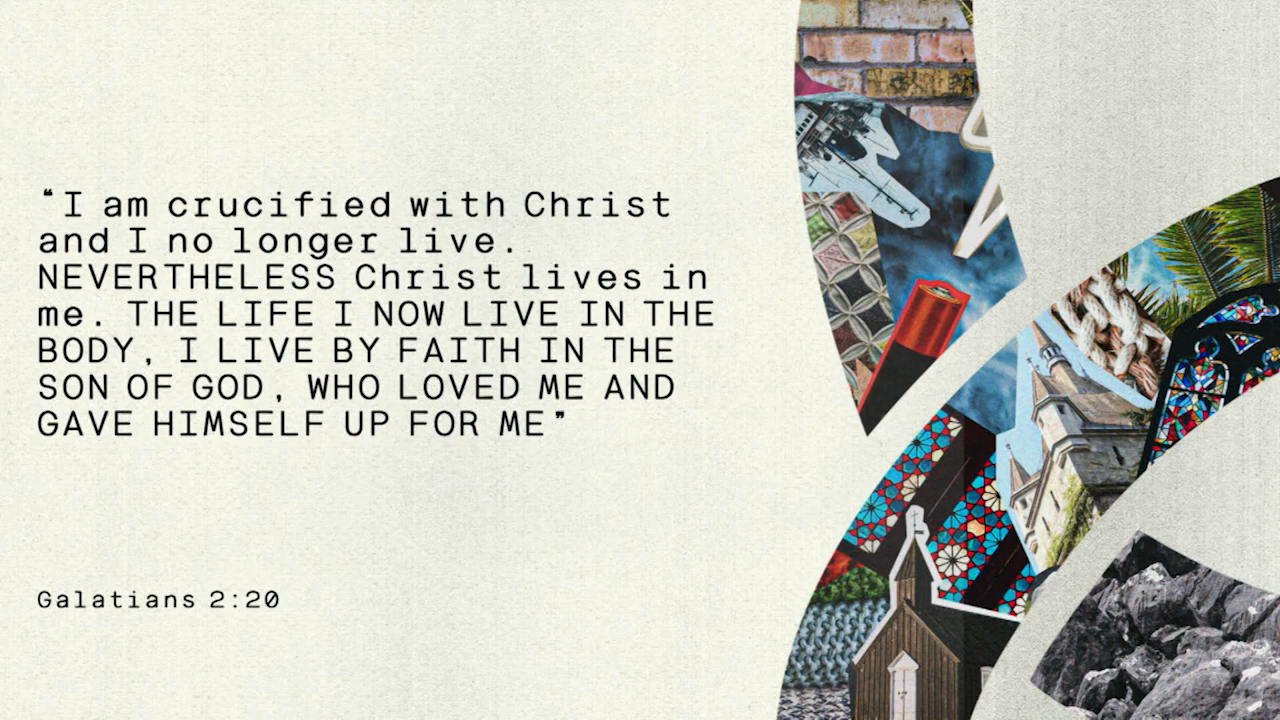 ❝I am crucified with Christ
and I no longer live.
NEVERTHELESS Christ lives in
me. THE LIFE I NOW LIVE IN THE
BODY, I LIVE BY FAITH IN THE
SON OF GOD, WHO LOVED ME AND
GAVE HIMSELF UP FOR ME❞
Galatians 2:20